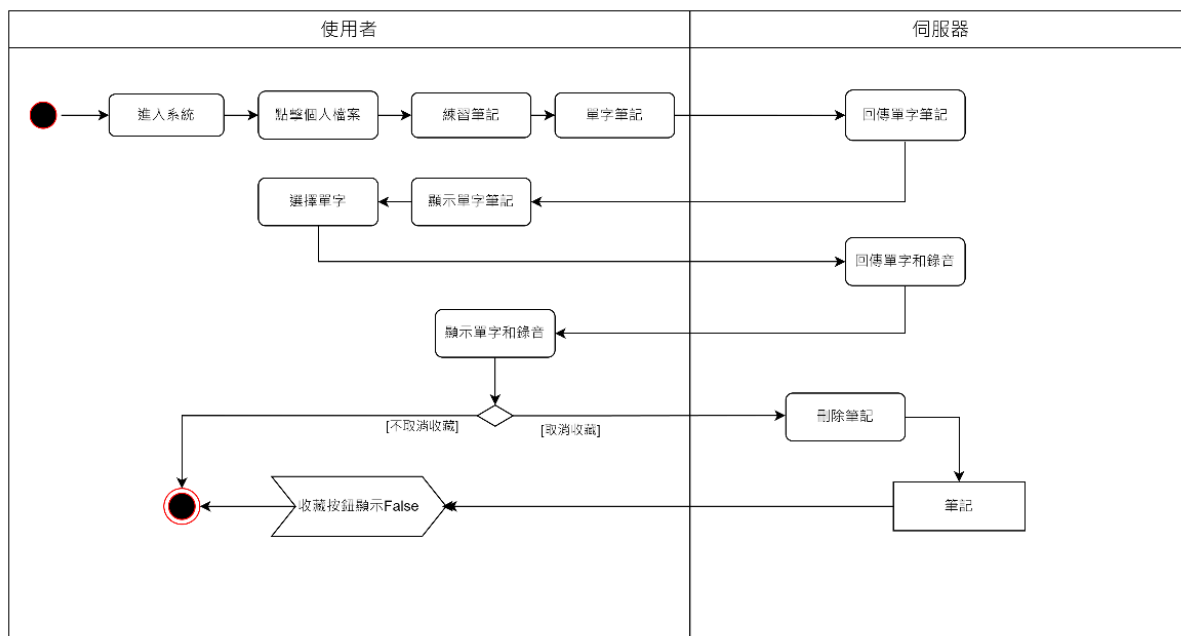 使用者
伺服器
進入系統
點擊個人檔案
練習筆記
單字筆記
回傳單字筆記
選擇單字
顯示單字筆記
回傳單字和錄音
顯示單字和錄音
[不取消收藏]
[取消收藏]
刪除筆記
收藏按鈕顯示False
筆記